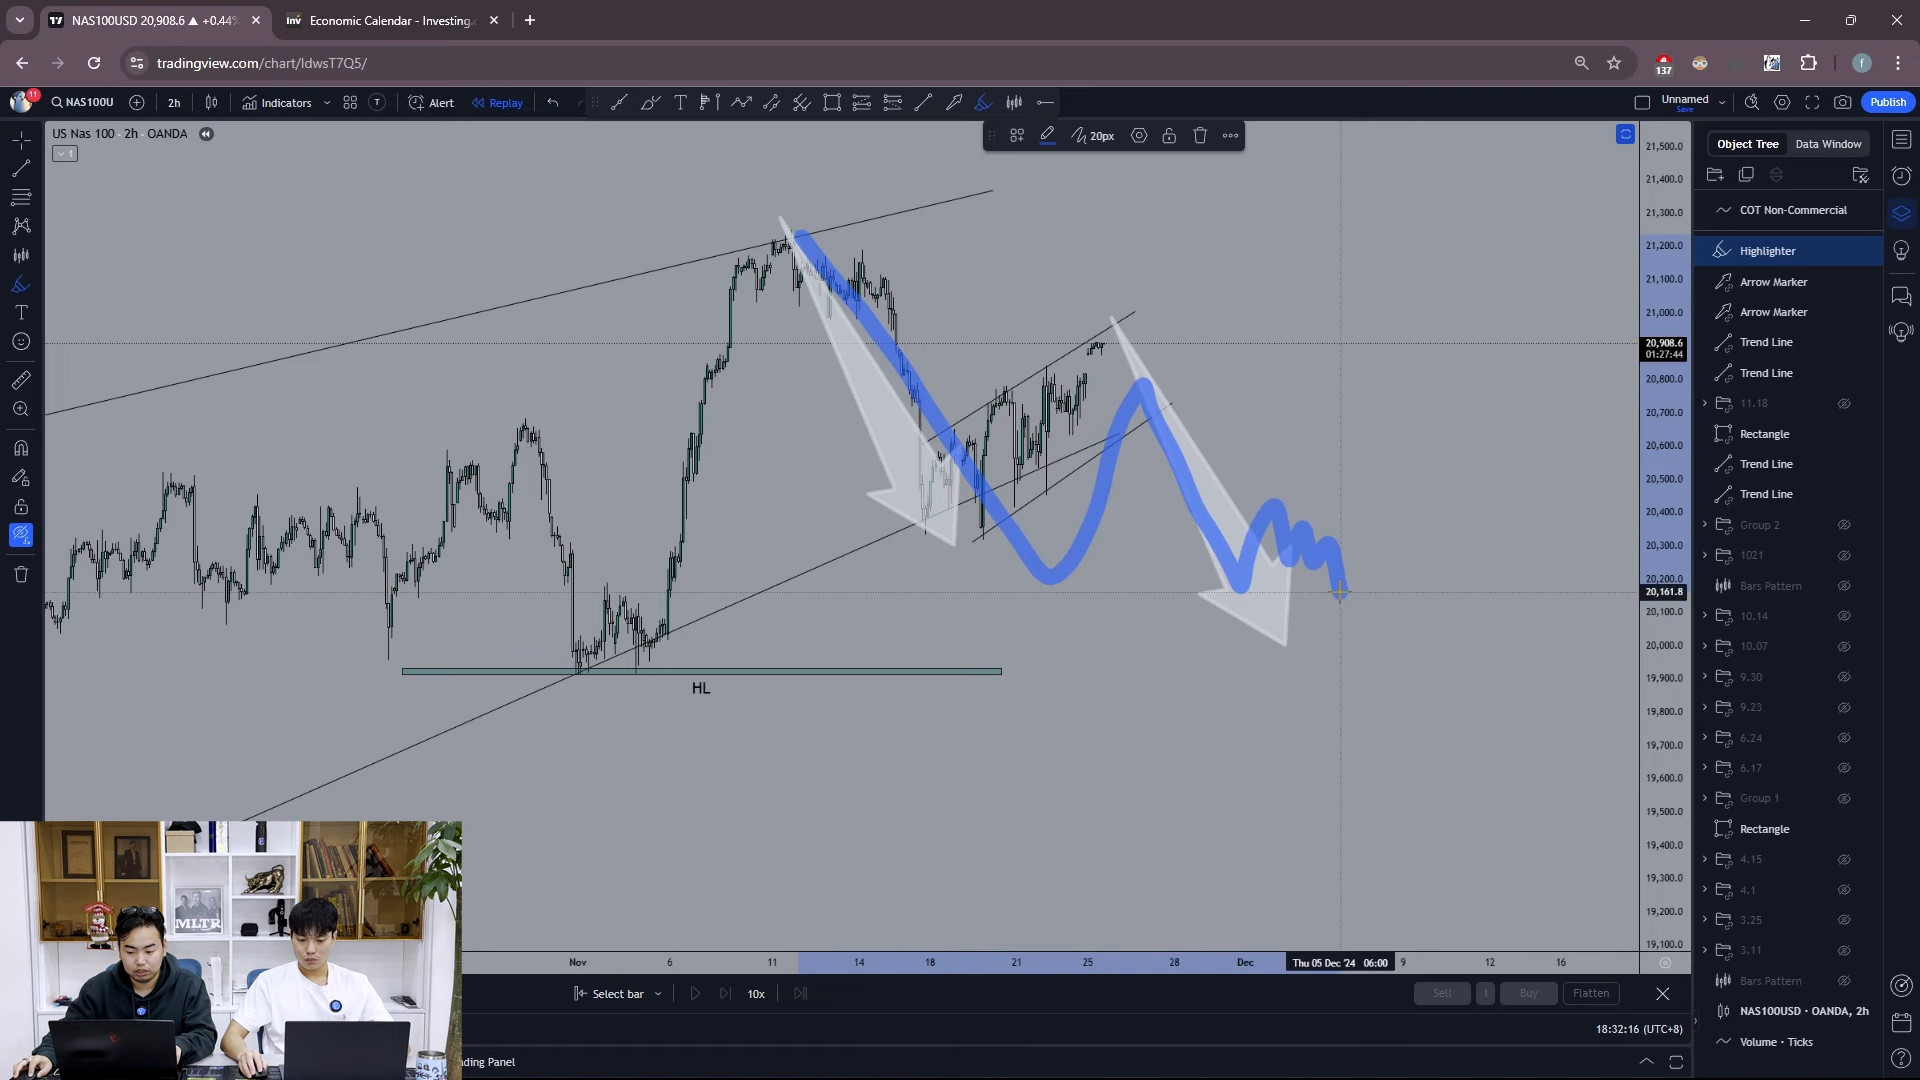 NAS100USD 20,908.6 ▲ +0.44%
Economic Calendar - Investing.
tradingview.com/chart/ldwsT7Q5/
137
11
NAS100U
2h
Indicators
Alert
Replay
Unnamed
Save
Publish
US Nas 100 · 2h · OANDA
1
20px
Object Tree
Data Window
COT Non-Commercial
Highlighter
Arrow Marker
Arrow Marker
Trend Line
Trend Line
11.18
Rectangle
Trend Line
Trend Line
Group 2
1021
Bars Pattern
10.14
10.07
9.30
9.23
6.24
6.17
Group 1
Rectangle
4.15
4.1
3.25
3.11
Bars Pattern
NAS100USD · OANDA, 2h
Volume · Ticks
21,500.0
21,400.0
21,300.0
21,200.0
21,100.0
21,000.0
20,908.6
01:27:44
20,800.0
20,700.0
20,600.0
20,500.0
20,400.0
20,300.0
20,200.0
20,161.8
20,100.0
20,000.0
19,900.0
19,800.0
19,700.0
19,600.0
19,500.0
19,400.0
19,300.0
19,200.0
19,100.0
HL
Nov
6
11
14
18
21
25
28
Dec
Thu 05 Dec '24 06:00
9
12
16
Select bar
10x
Sell
1
Buy
Flatten
18:32:16 (UTC+8)
ading Panel
MLTR